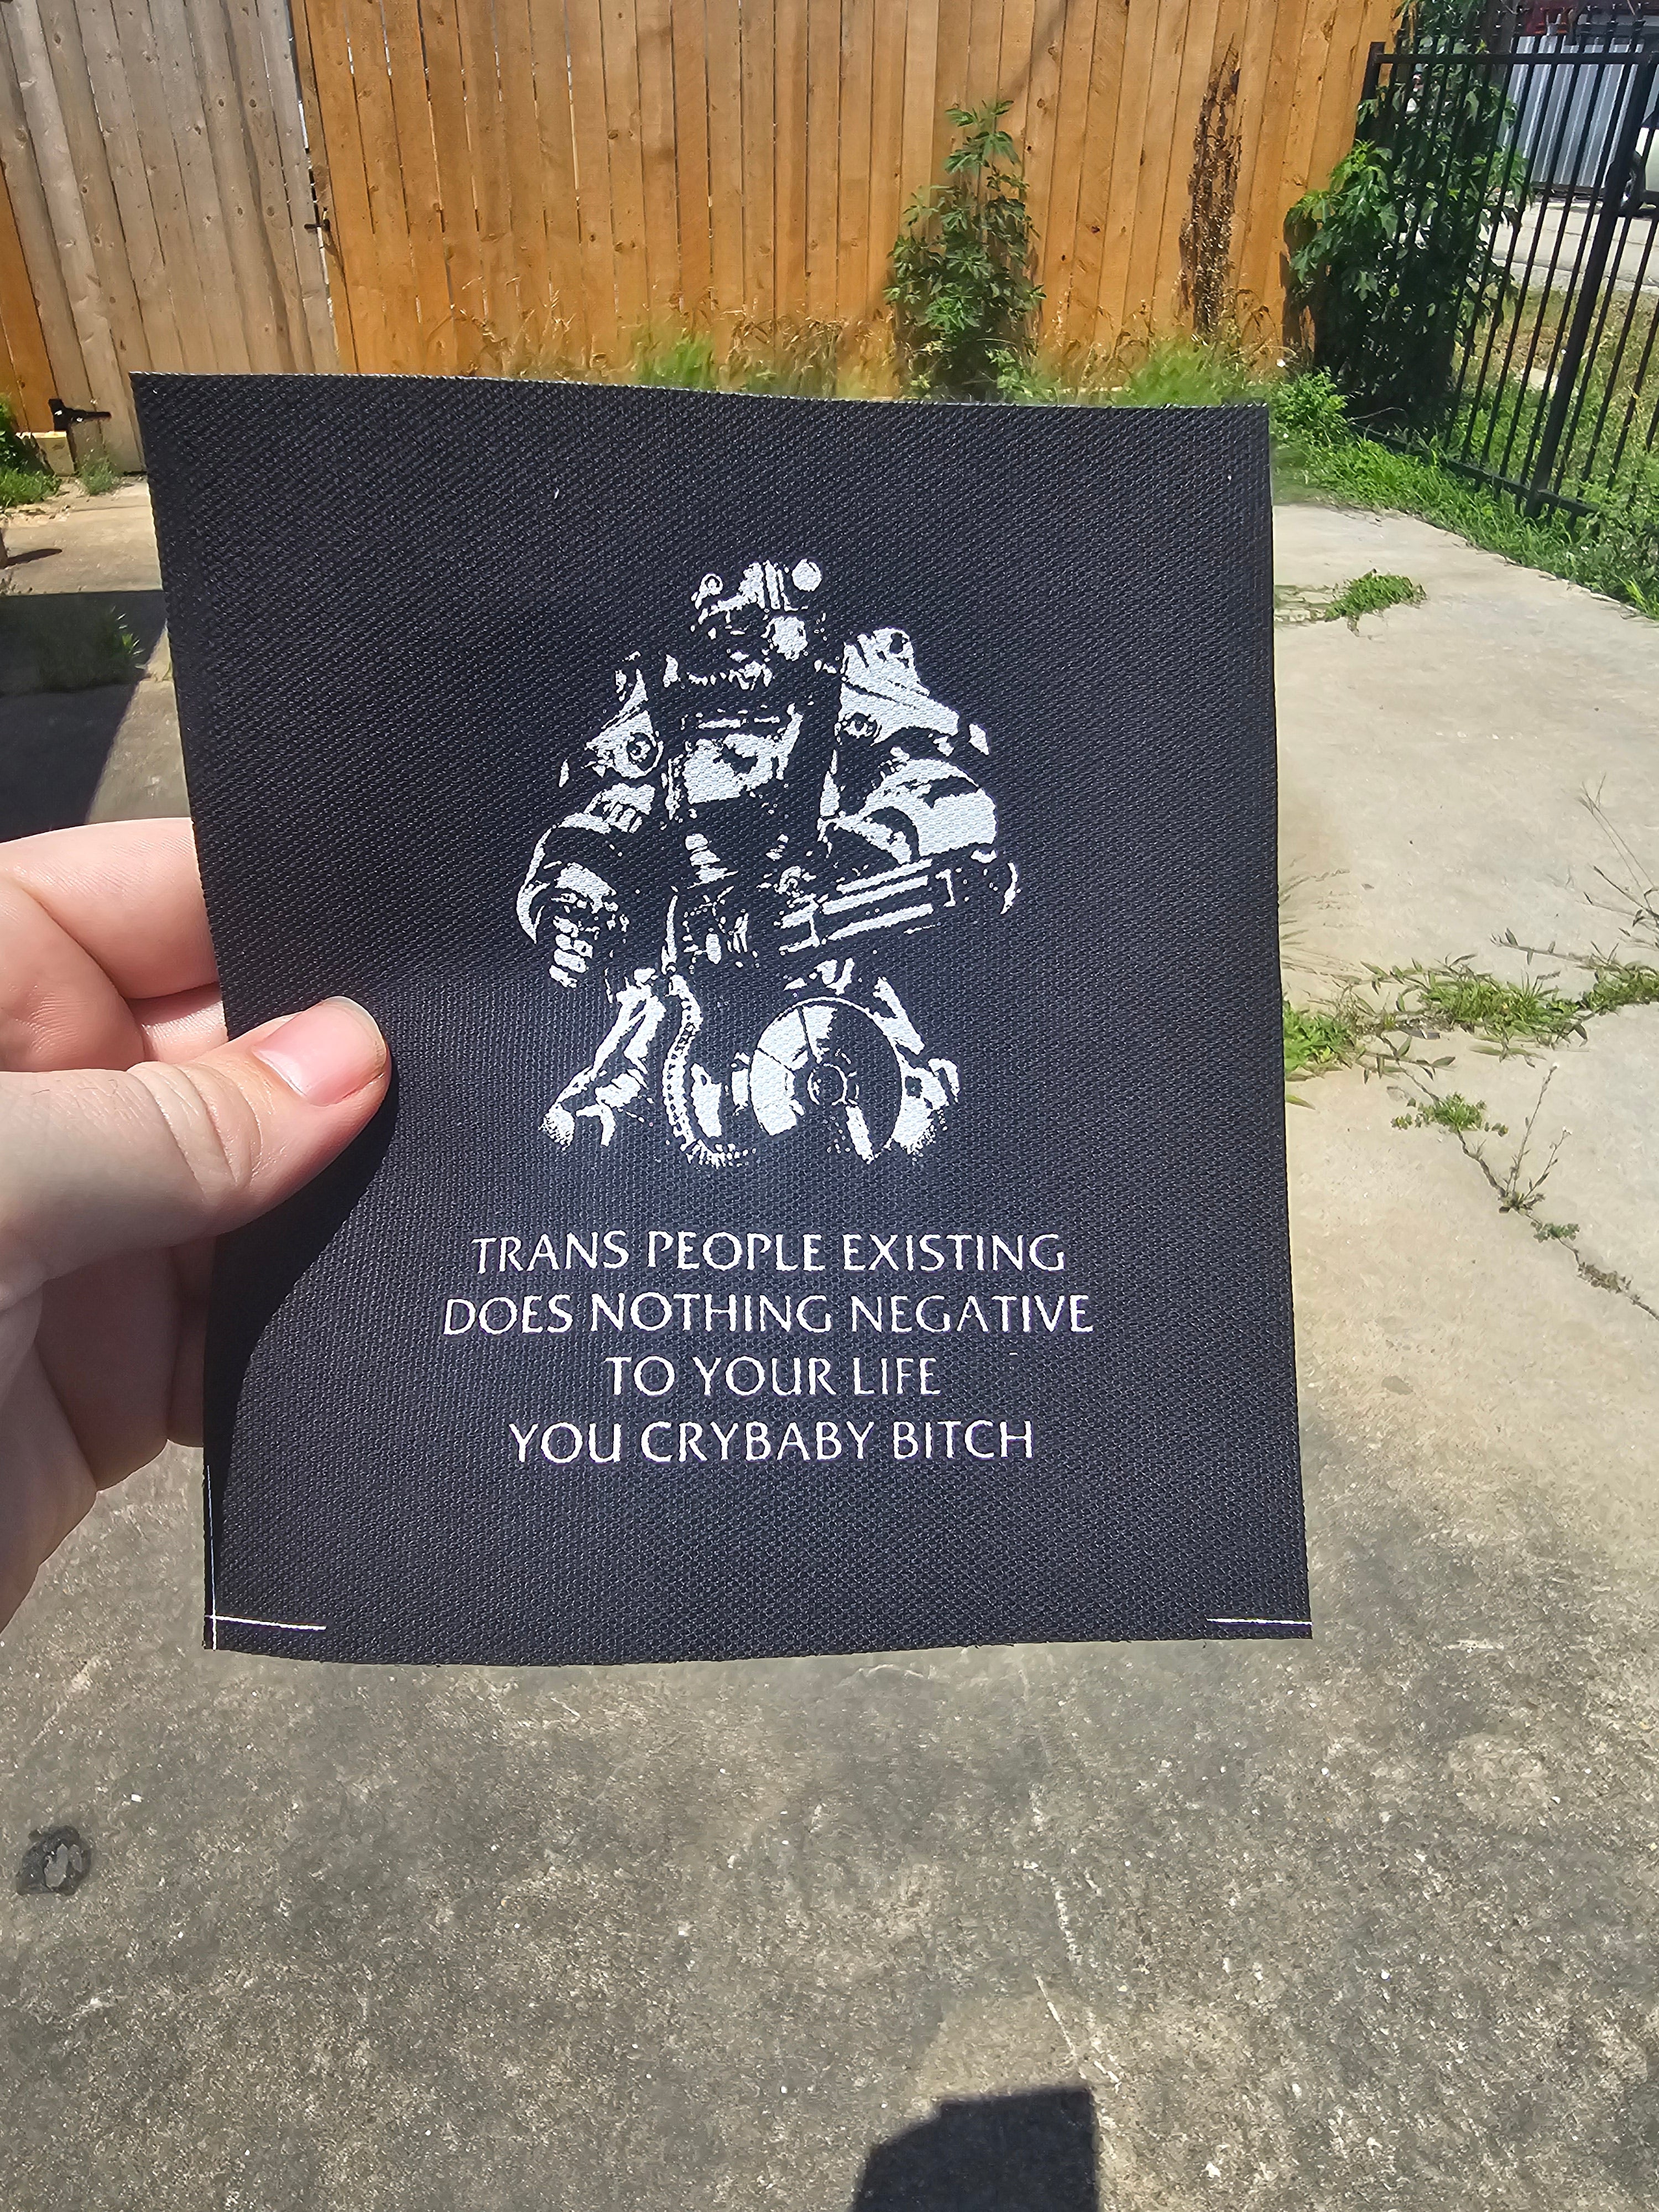 TRANS PEOPLE EXISTING
DOES NOTHING NEGATIVE
TO YOUR LIFE
YOU CRYBABY BITCH